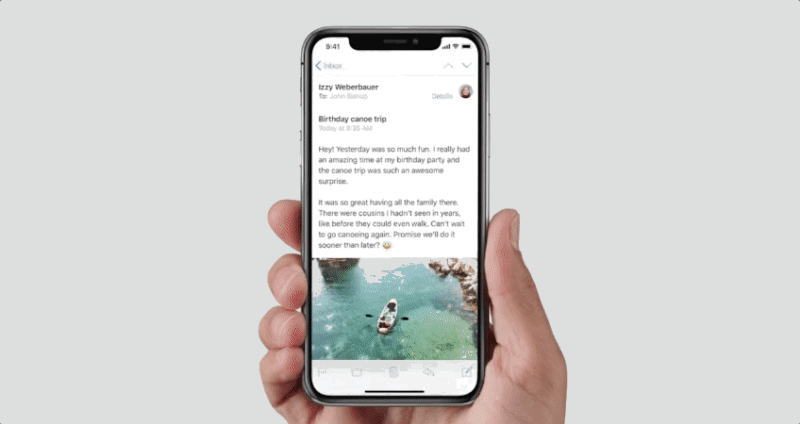 9:41
Inbox
Izzy Weberbauer
To: John Bishop Details
Birthday canoe trip
Today at 9:36 AM
Hey! Yesterday was so much fun. I really had
an amazing time at my birthday party and
the canoe trip was such an awesome
surprise.
It was so great having all the family there.
There were cousins I hadn't seen in years,
like before they could even walk. Can't wait
to go canoeing again. Promise we'll do it
sooner than later? 😀